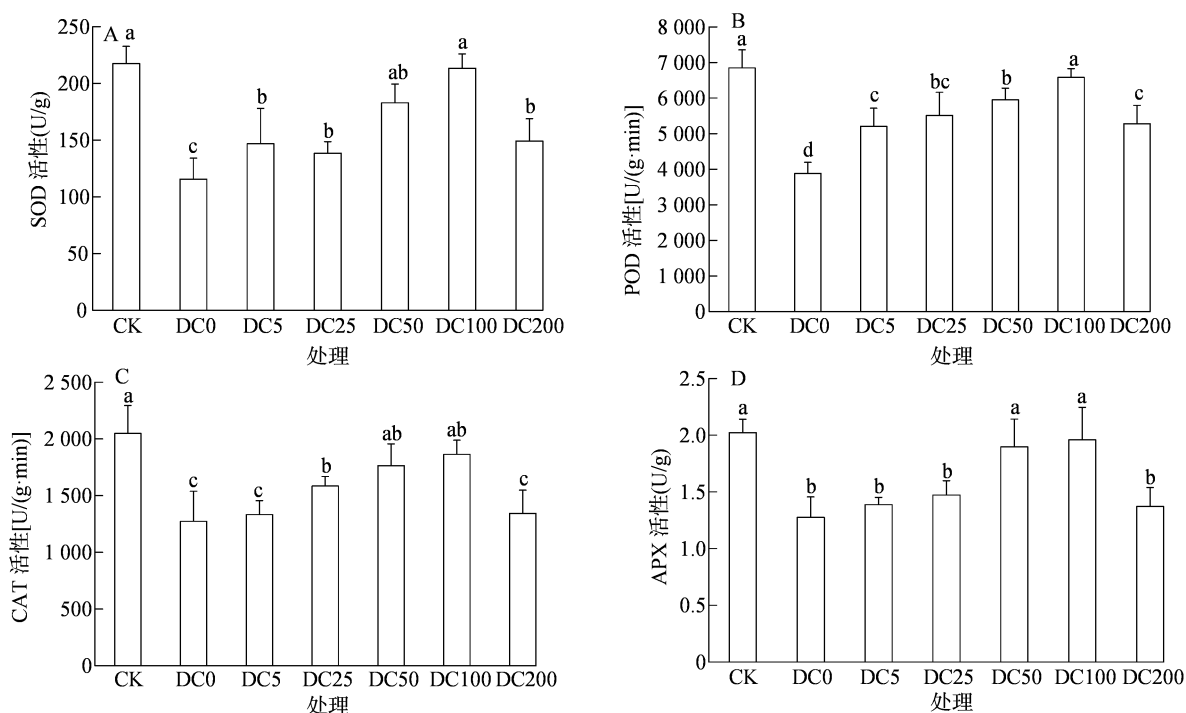 A
250
200
150
100
50
0
SOD 活性(U/g)
a
c
b
b
ab
a
b
CK DC0 DC5 DC25 DC50 DC100 DC200
处理
B
8 000
7 000
6 000
5 000
4 000
3 000
2 000
1 000
0
POD 活性[U/(g·min)]
a
d
c
bc
b
a
c
CK DC0 DC5 DC25 DC50 DC100 DC200
处理
C
2 500
2 000
1 500
1 000
500
0
CAT 活性[U/(g·min)]
a
c
c
b
ab
ab
c
CK DC0 DC5 DC25 DC50 DC100 DC200
处理
D
2.5
2.0
1.5
1.0
0.5
0
APX 活性(U/g)
a
b
b
b
a
a
b
CK DC0 DC5 DC25 DC50 DC100 DC200
处理